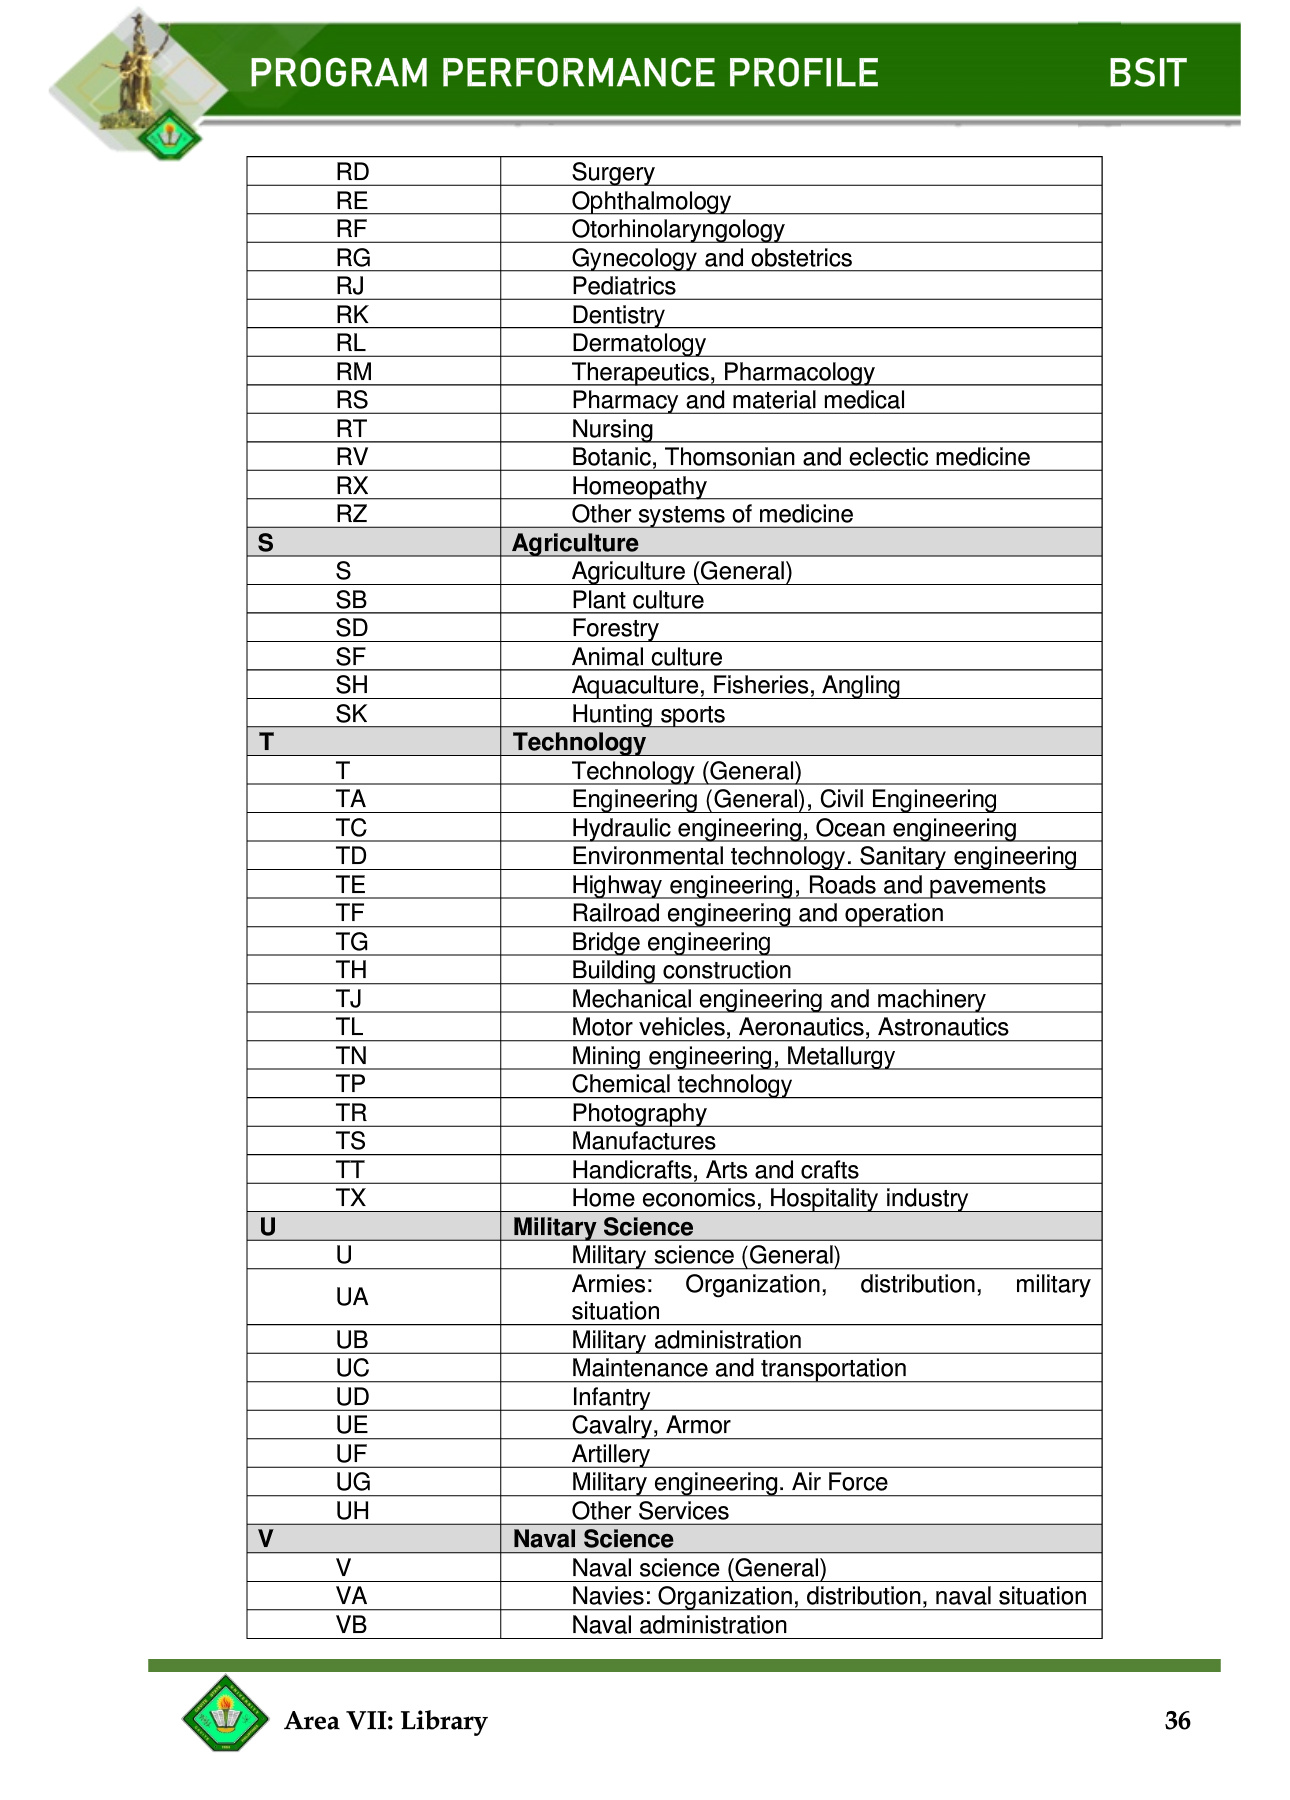 PROGRAM PERFORMANCE PROFILE BSIT
RD Surgery
RE Ophthalmology
RF Otorhinolaryngology
RG Gynecology and obstetrics
RJ Pediatrics
RK Dentistry
RL Dermatology
RM Therapeutics, Pharmacology
RS Pharmacy and material medical
RT Nursing
RV Botanic, Thomsonian and eclectic medicine
RX Homeopathy
RZ Other systems of medicine
S Agriculture
S Agriculture (General)
SB Plant culture
SD Forestry
SF Animal culture
SH Aquaculture, Fisheries, Angling
SK Hunting sports
T Technology
T Technology (General)
TA Engineering (General), Civil Engineering
TC Hydraulic engineering, Ocean engineering
TD Environmental technology. Sanitary engineering
TE Highway engineering, Roads and pavements
TF Railroad engineering and operation
TG Bridge engineering
TH Building construction
TJ Mechanical engineering and machinery
TL Motor vehicles, Aeronautics, Astronautics
TN Mining engineering, Metallurgy
TP Chemical technology
TR Photography
TS Manufactures
TT Handicrafts, Arts and crafts
TX Home economics, Hospitality industry
U Military Science
U Military science (General)
UA Armies: Organization, distribution, military
situation
UB Military administration
UC Maintenance and transportation
UD Infantry
UE Cavalry, Armor
UF Artillery
UG Military engineering. Air Force
UH Other Services
V Naval Science
V Naval science (General)
VA Navies: Organization, distribution, naval situation
VB Naval administration
Area VII: Library 36